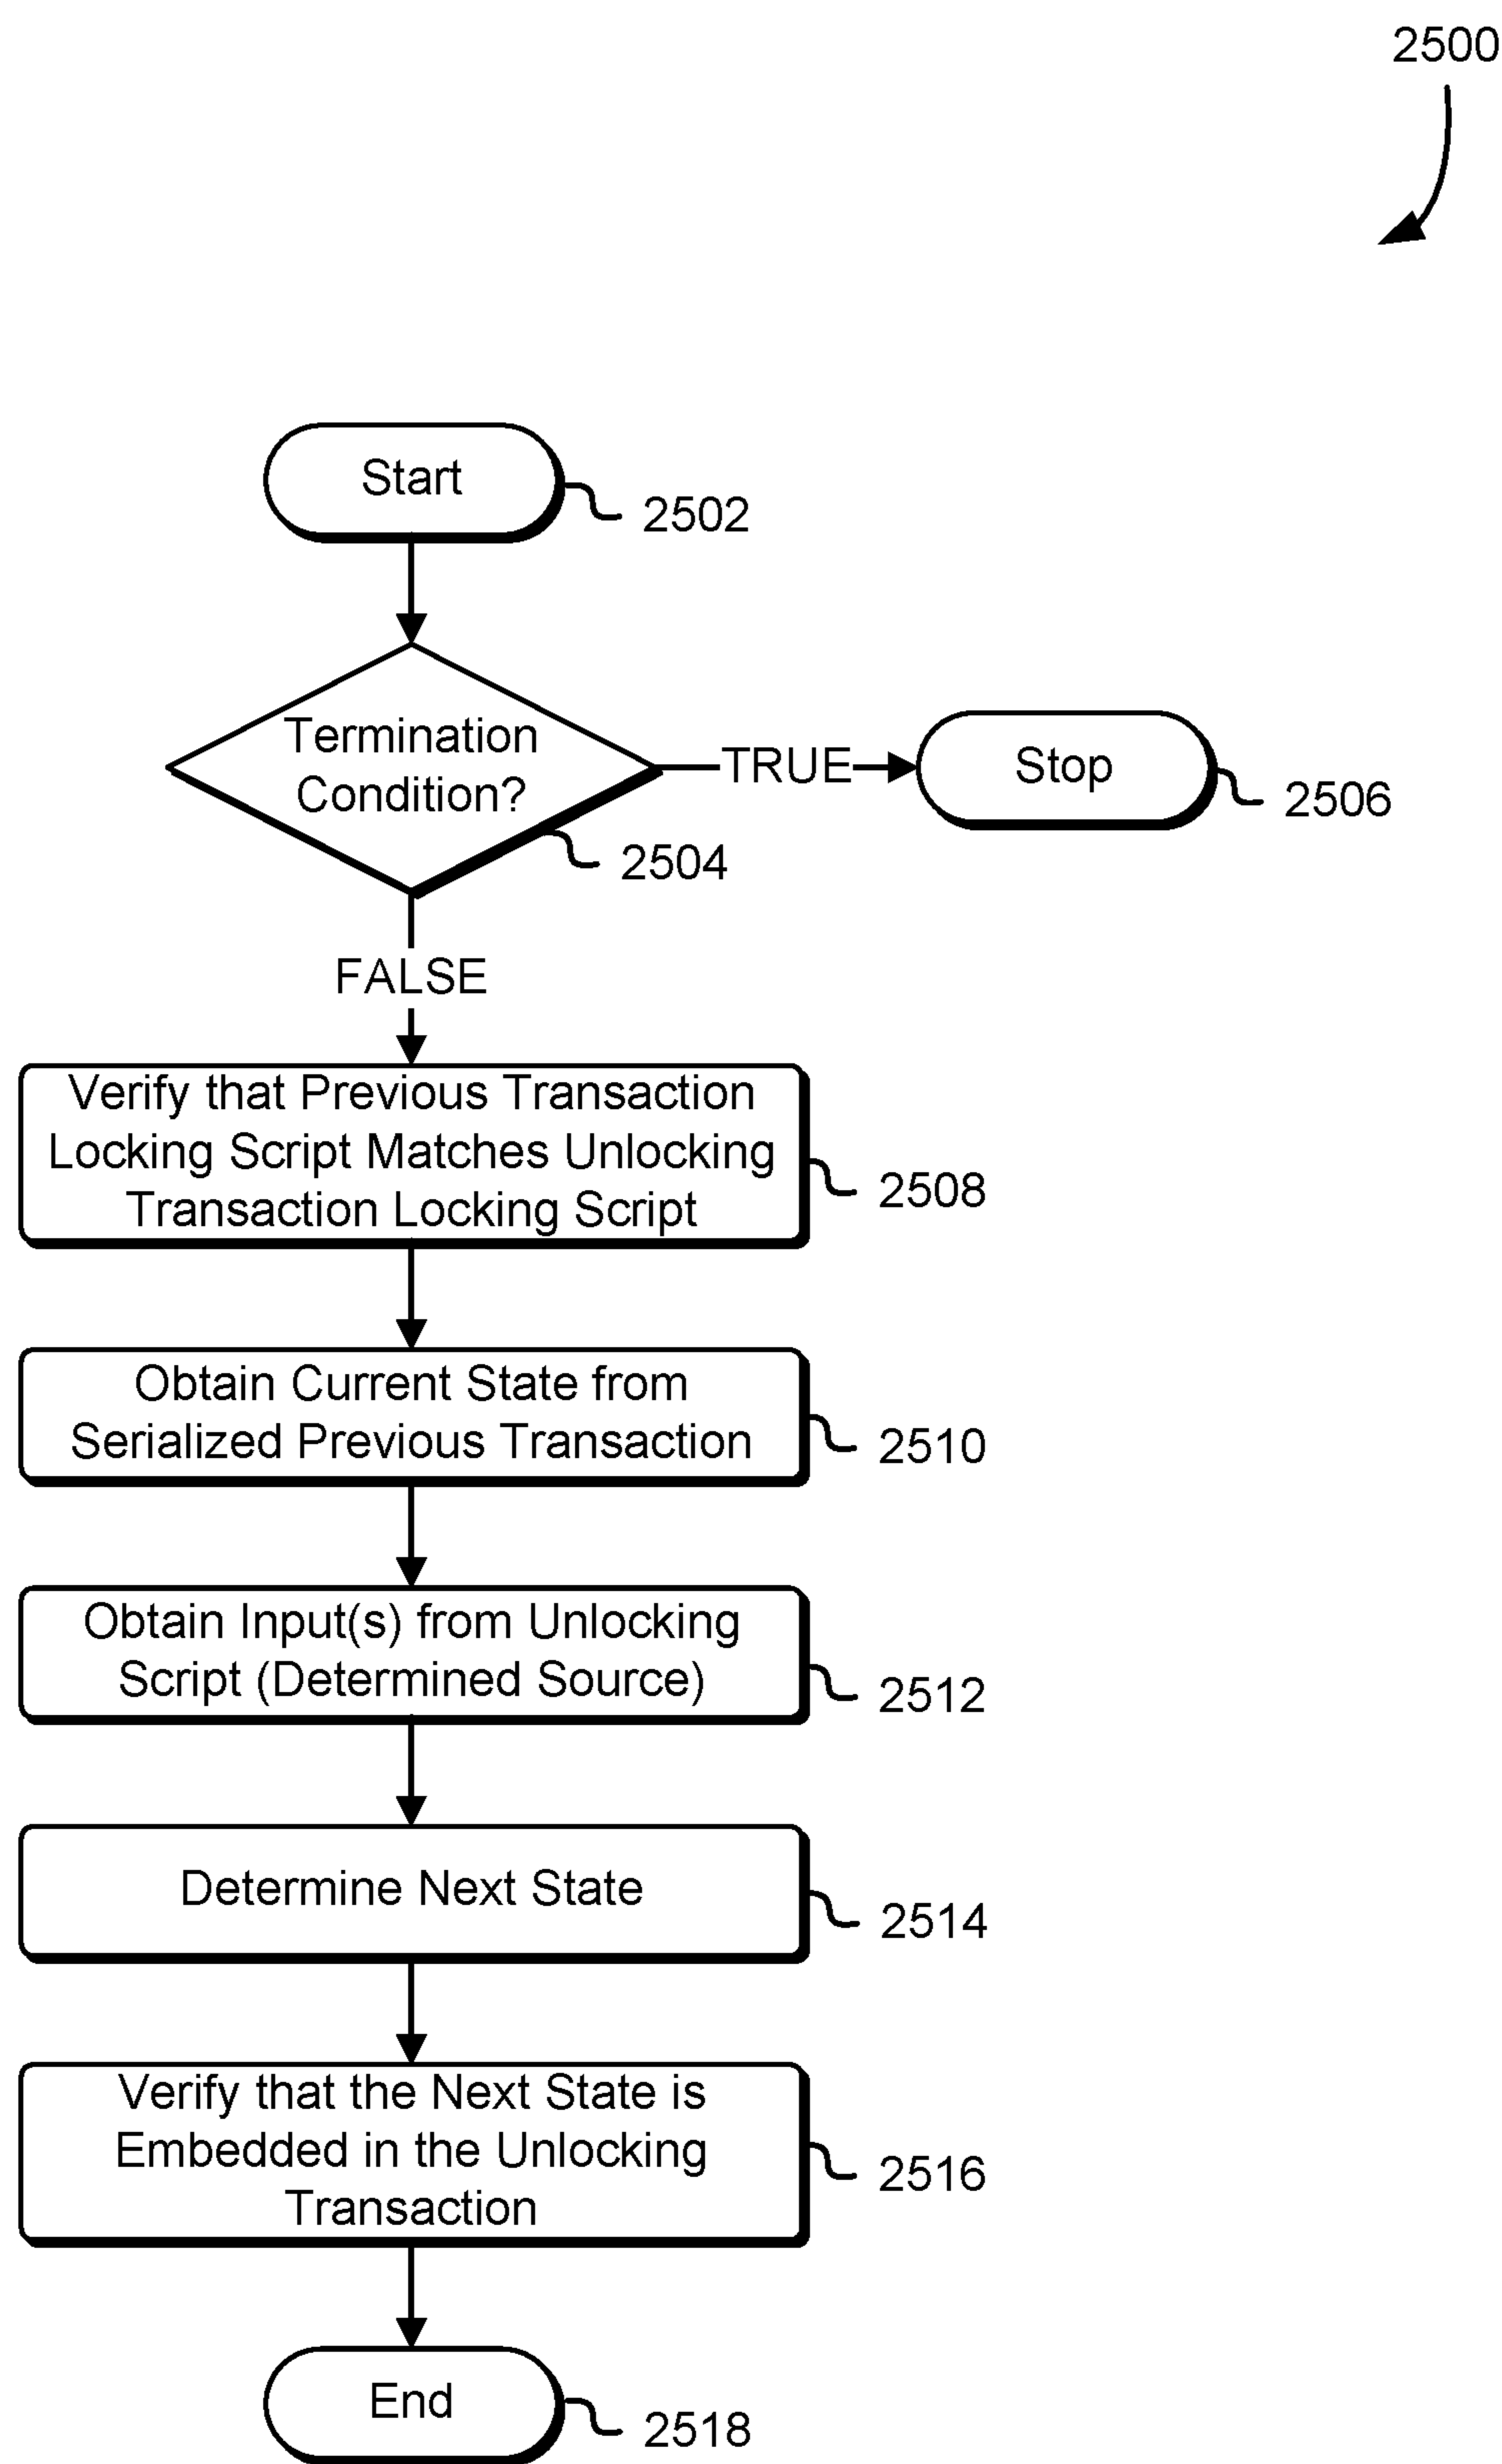 2500
Start
2502
Termination
Condition?
TRUE
Stop
2506
2504
FALSE
Verify that Previous Transaction
Locking Script Matches Unlocking
Transaction Locking Script
2508
Obtain Current State from
Serialized Previous Transaction
2510
Obtain Input(s) from Unlocking
Script (Determined Source)
2512
Determine Next State
2514
Verify that the Next State is
Embedded in the Unlocking
Transaction
2516
End
2518